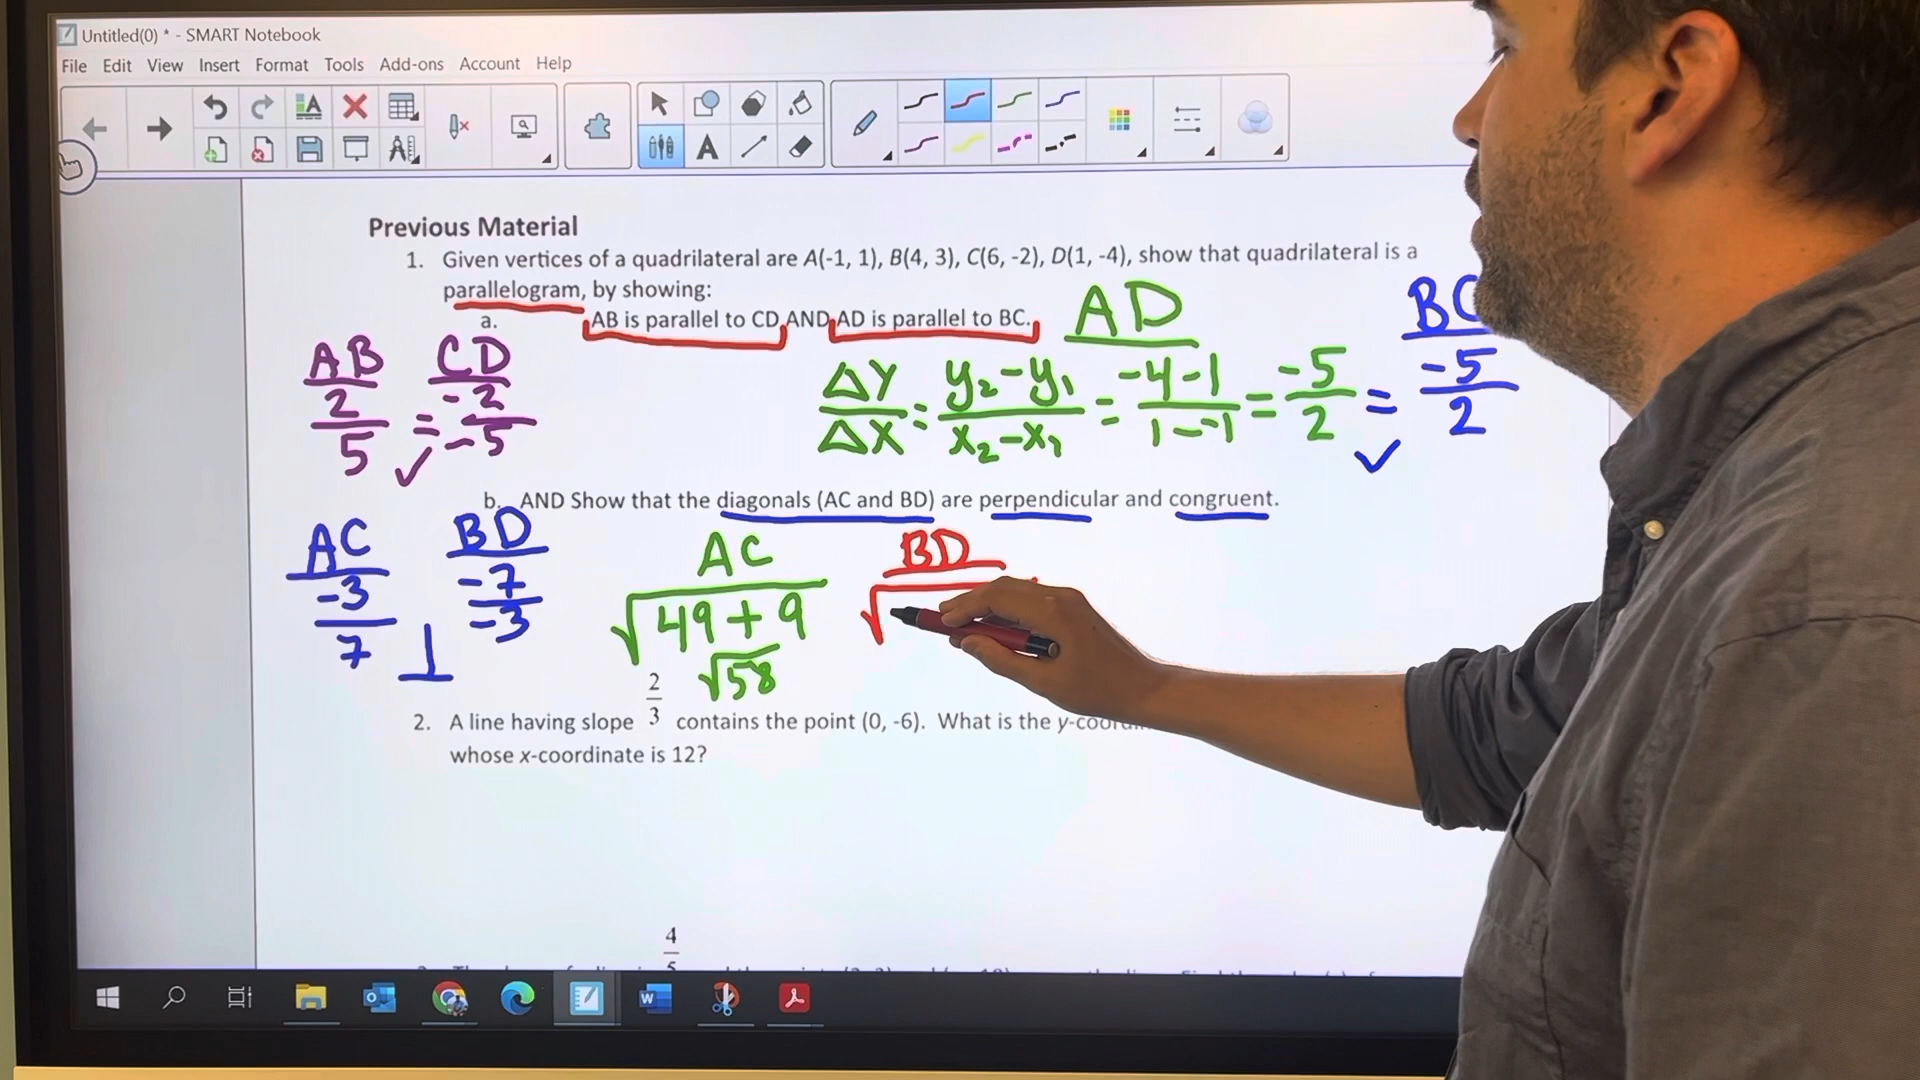 Untitled(0) * - SMART Notebook
File Edit View Insert Format Tools Add-ons Account Help
Previous Material
1. Given vertices of a quadrilateral are A(-1, 1), B(4, 3), C(6, -2), D(1, -4), show that quadrilateral is a
parallelogram, by showing:
a. AB is parallel to CD AND AD is parallel to BC.
AB CD
2/5 = -2/-5 ✓
AD BC
ΔY/ΔX = y₂-y₁/x₂-x₁ = -4-1/1--1 = -5/2 = -5/2 ✓
b. AND Show that the diagonals (AC and BD) are perpendicular and congruent.
AC BD
-3/7 ⊥ -7/-3
AC BD
√49+9 √
√58
2. A line having slope 2/3 contains the point (0, -6). What is the
whose x-coordinate is 12?
4